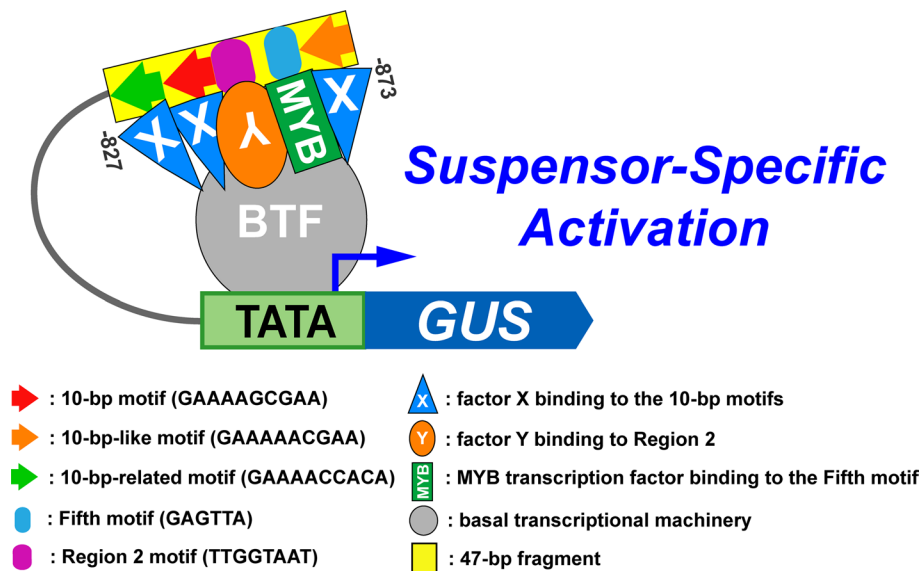 -873
X
X
X
Y
MYB
-827
BTF
Suspensor-Specific
Activation
TATA
GUS
: 10-bp motif (GAAAAGCGAA)
: 10-bp-like motif (GAAAAACGAA)
: 10-bp-related motif (GAAAACCACA)
: Fifth motif (GAGTTA)
: Region 2 motif (TTGGTAAT)
X : factor X binding to the 10-bp motifs
Y : factor Y binding to Region 2
MYB : MYB transcription factor binding to the Fifth motif
: basal transcriptional machinery
: 47-bp fragment